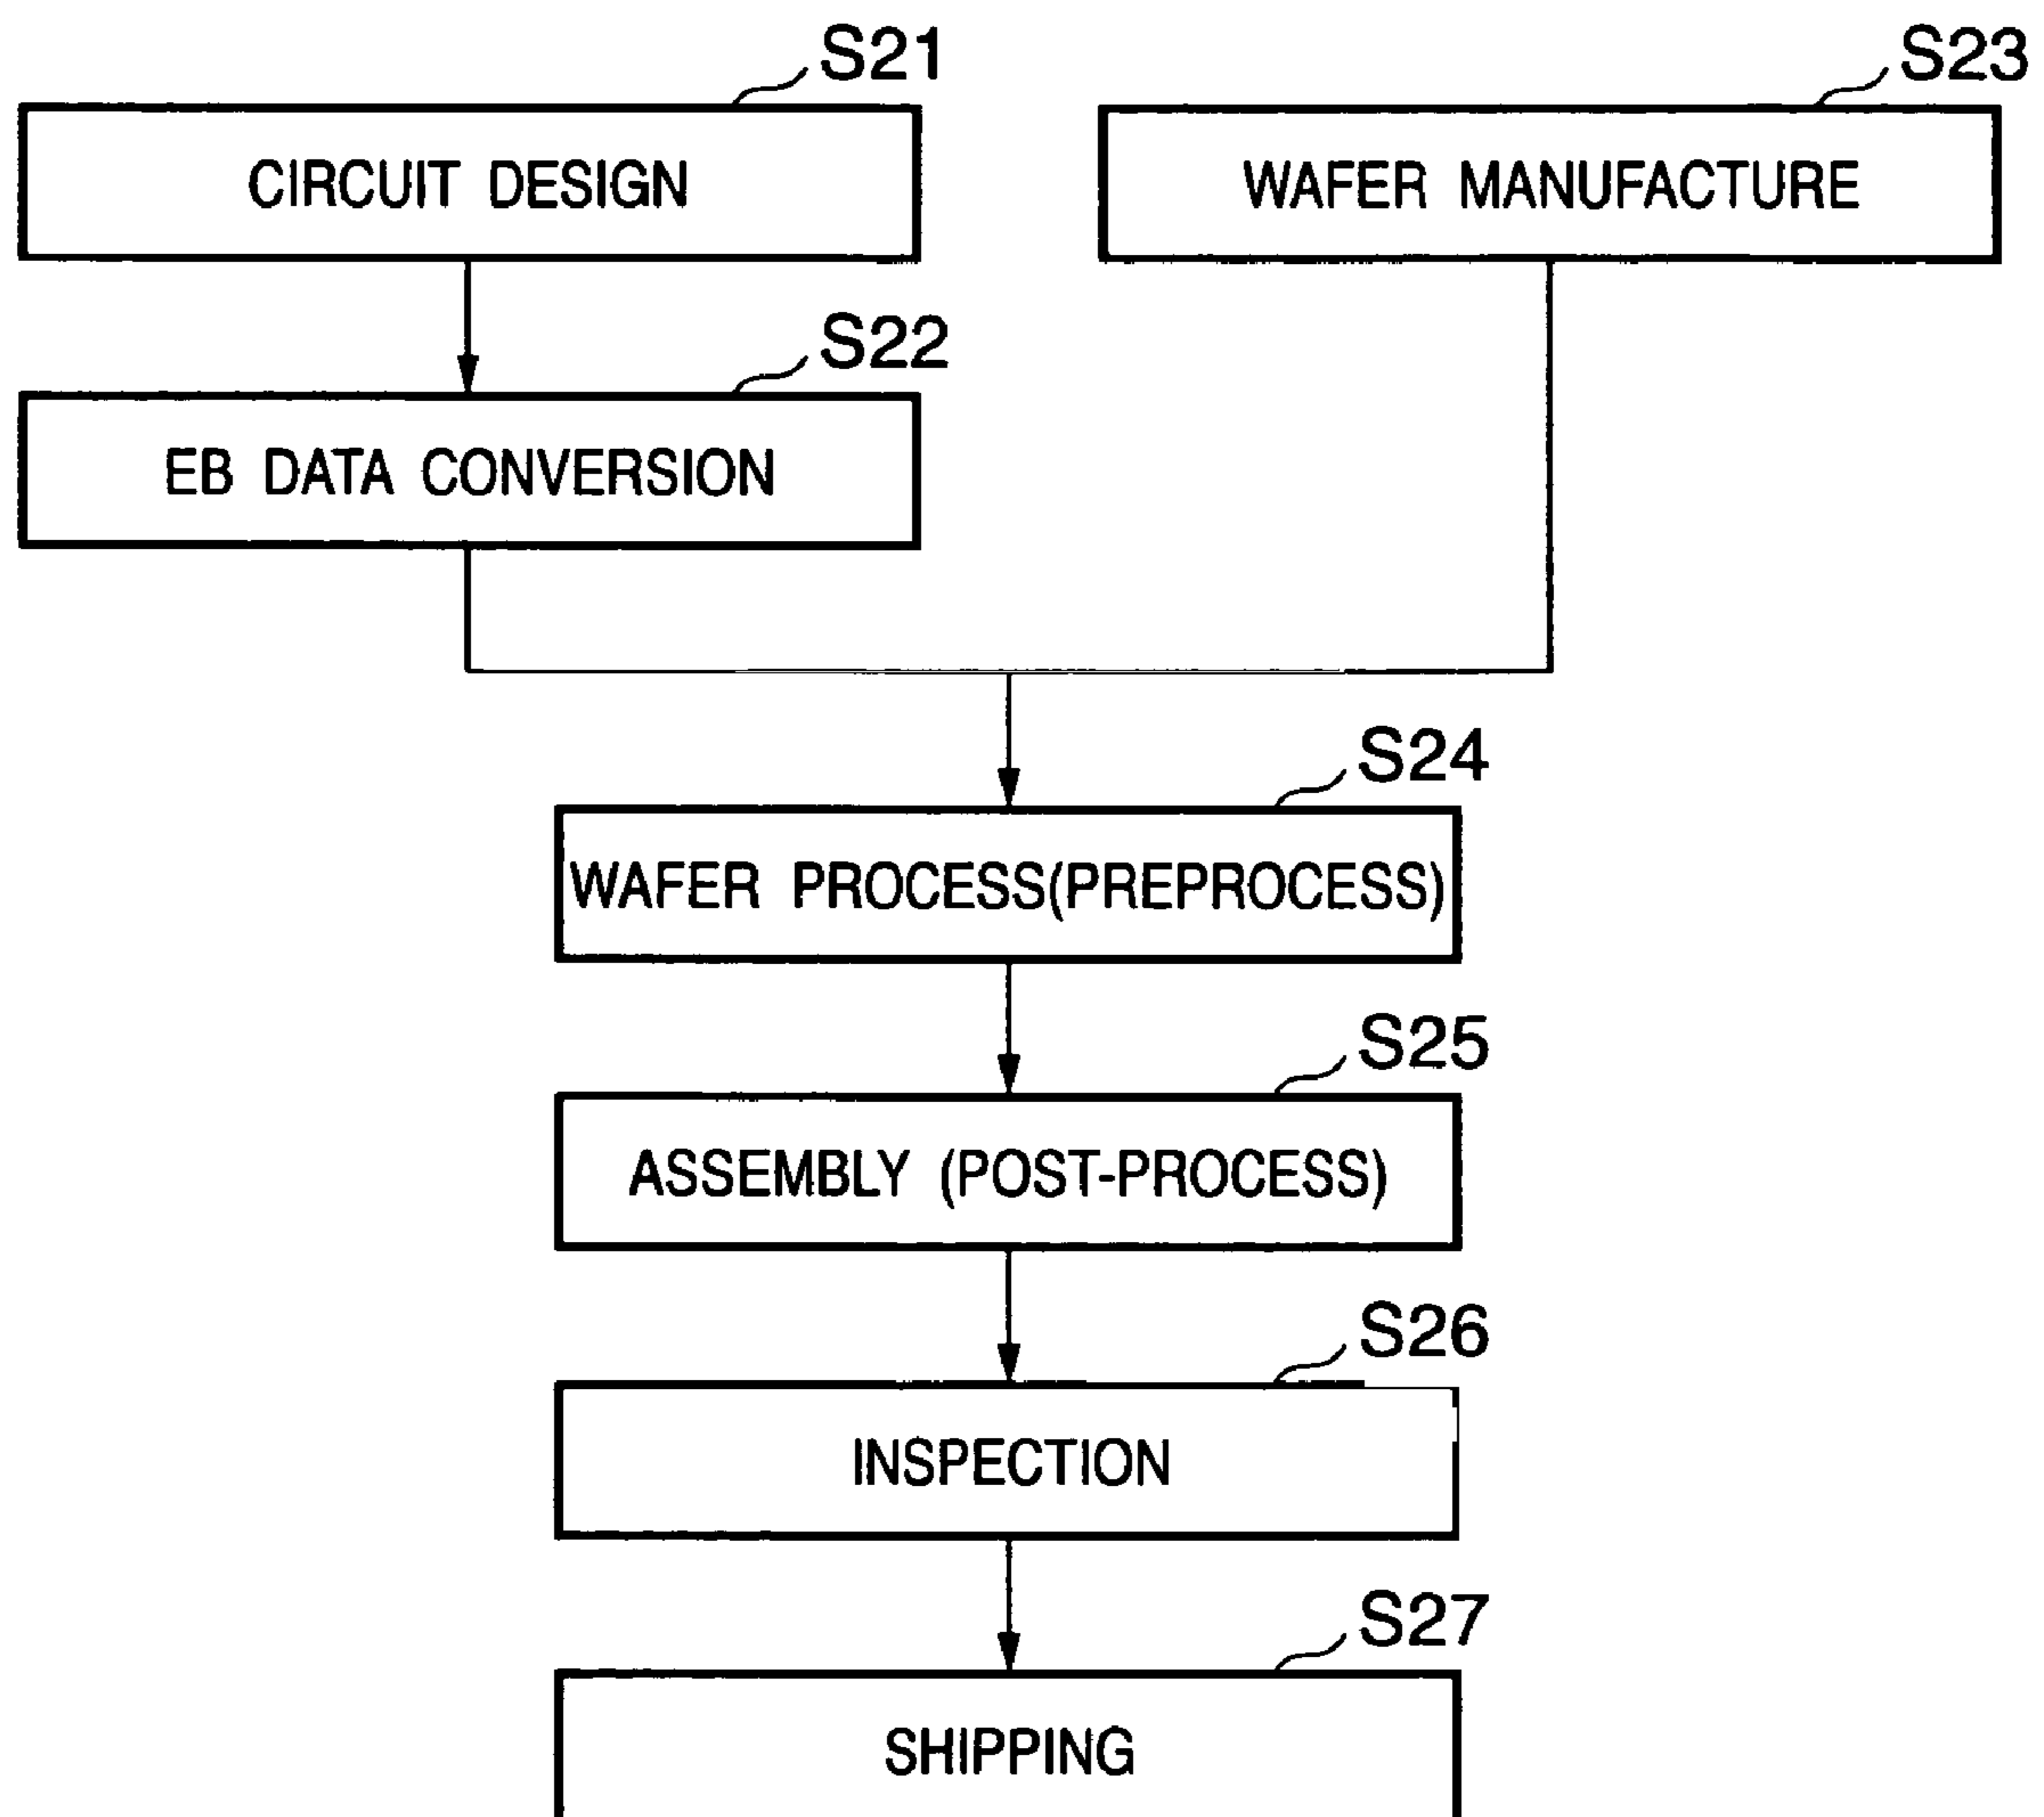 S21
CIRCUIT DESIGN
S23
WAFER MANUFACTURE
S22
EB DATA CONVERSION
S24
WAFER PROCESS(PREPROCESS)
S25
ASSEMBLY (POST-PROCESS)
S26
INSPECTION
S27
SHIPPING